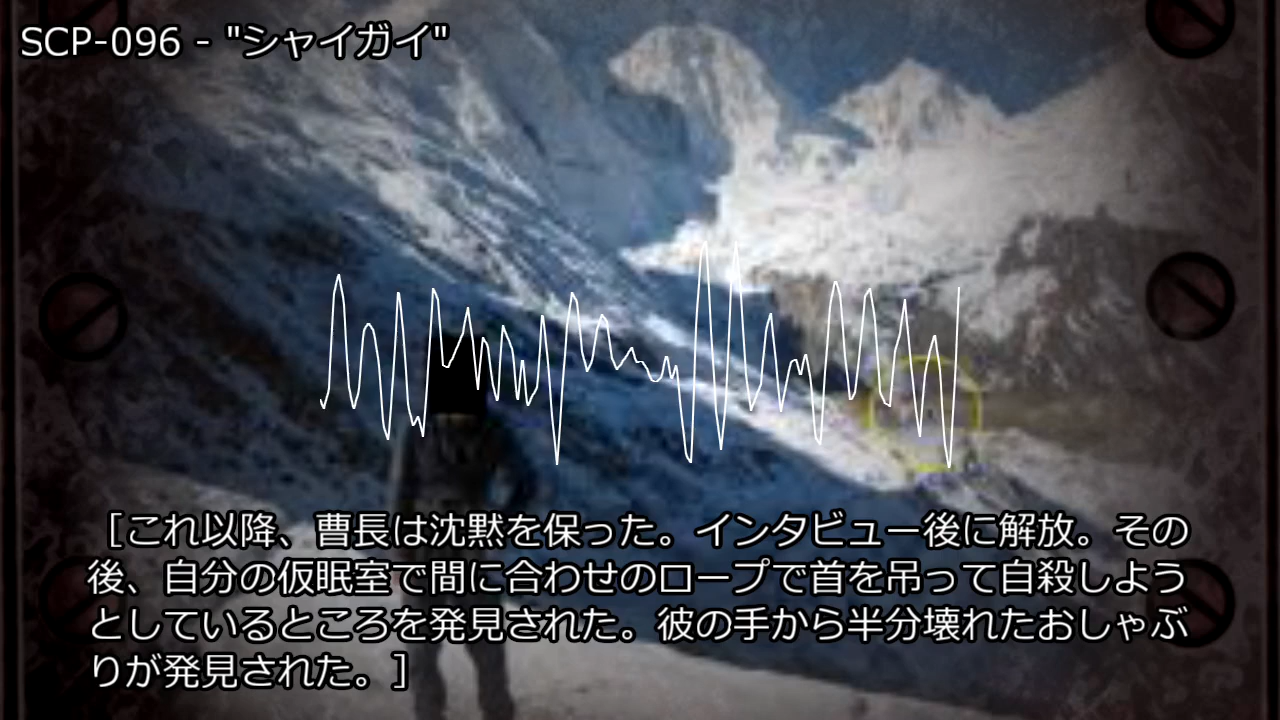 SCP-096 - "シャイガイ"
[これ以降、曹長は沈黙を保った。インタビュー後に解放。その
後、自分の仮眠室で間に合わせのロープで首を吊って自殺しよう
としているところを発見された。彼の手から半分壊れたおしゃぶ
りが発見された。]